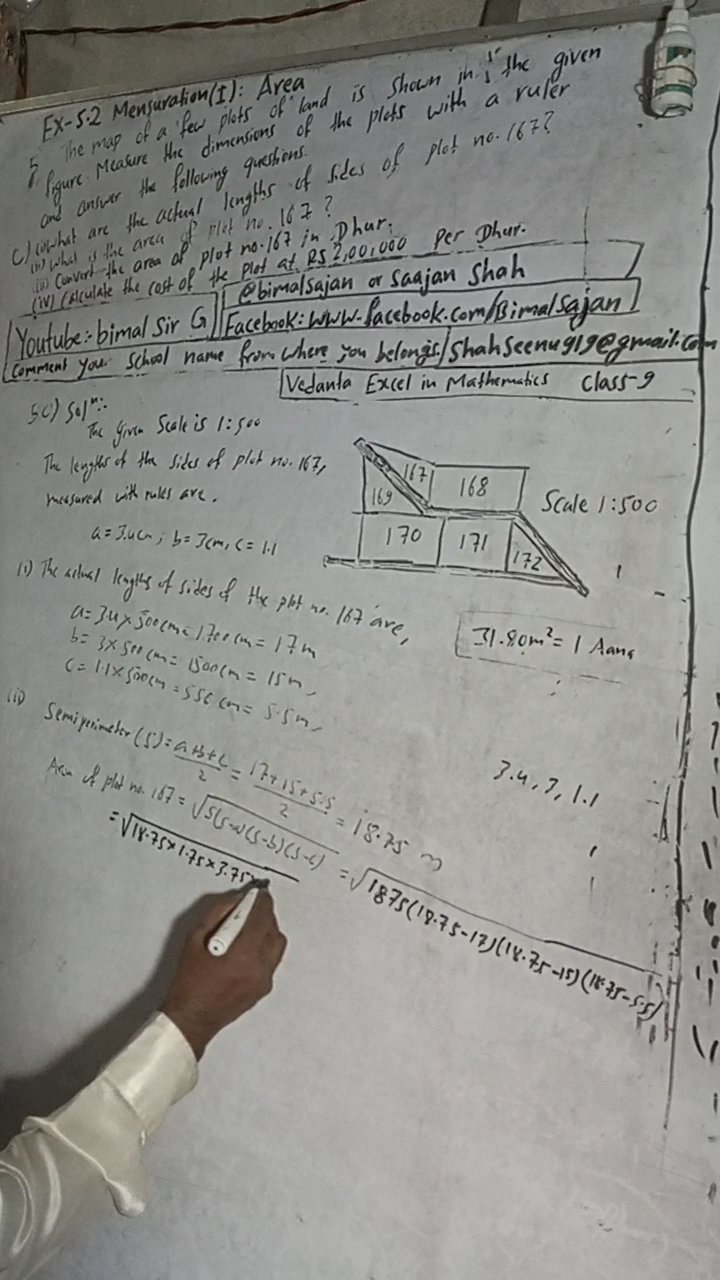 EX-5.2 Mensuration(I): Area
5. The map of a few plots of land is shown in the given
figure. Measure the dimensions of the plots with a ruler
and answer the following questions.
c) (i) What are the actual lengths of sides of plot no. 167?
(ii) What is the area of plot no. 167?
(iii) Convert the area of plot no. 167 in Dhur.
(iv) Calculate the cost of the plot at RS 2,00,000 per Dhur.
@bimalsajan or saajan shah
Youtube:- bimal Sir G
Facebook: www.facebook.com/Bimalsajan
Comment your School name from where you belongs/shahseenu919@gmail.com
Vedanta Excel in Mathematics Class-9
5c) Solⁿ:
The given Scale is 1:500
The lengths of the sides of plot no. 167,
measured with rules are,
a = 3.4cm; b = 3cm, c = 1.1
167
168
169
170
171
172
Scale 1:500
(i) The actual lengths of sides of the plot no. 167 are,
a = 3.4 × 500cm = 1700cm = 17m
b = 3×500cm = 1500cm = 15m,
c = 1.1×500cm = 550cm = 5.5m,
31.80m² = 1 Aana
(ii) Semi perimeter (s) = a+b+c/2 = 17+15+5.5/2 = 18.75 m
3.4, 3, 1.1
Area of plot no. 167 = √s(s-a)(s-b)(s-c) = √1875(18.75-17)(18.75-15)(18.75-5.5)
= √18.75×1.75×3.75×